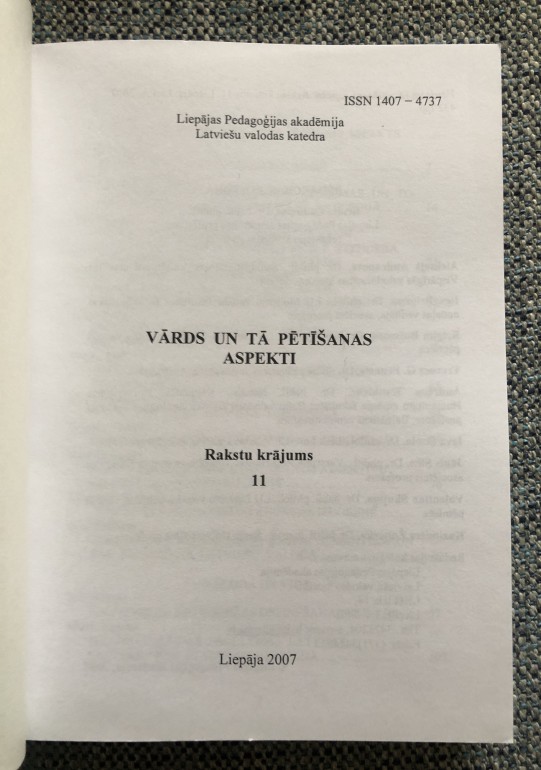 ISSN 1407 – 4737
Liepājas Pedagoģijas akadēmija
Latviešu valodas katedra
VĀRDS UN TĀ PĒTĪŠANAS
ASPEKTI
Rakstu krājums
11
Liepāja 2007